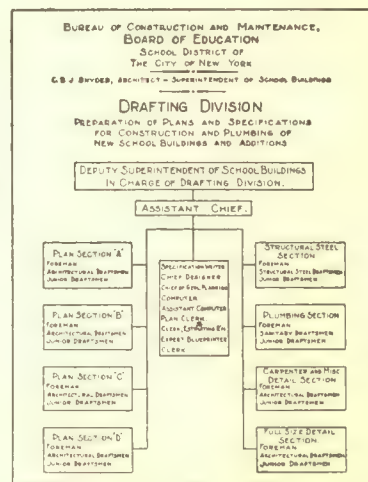 BUREAU OF CONSTRUCTION AND MAINTENANCE,
BOARD OF EDUCATION
SCHOOL DISTRICT OF
THE CITY OF NEW YORK
C B J SNYDER, ARCHITECT - SUPERINTENDENT OF SCHOOL BUILDINGS
DRAFTING DIVISION
PREPARATION OF PLANS AND SPECIFICATIONS
FOR CONSTRUCTION AND PLUMBING OF
NEW SCHOOL BUILDINGS AND ADDITIONS
DEPUTY SUPERINTENDENT OF SCHOOL BUILDINGS
IN CHARGE OF DRAFTING DIVISION.
ASSISTANT CHIEF.
PLAN SECTION "A"
FOREMAN
ARCHITECTURAL DRAFTSMEN
JUNIOR DRAFTSMEN
PLAN SECTION "B"
FOREMAN
ARCHITECTURAL DRAFTSMEN
JUNIOR DRAFTSMEN
PLAN SECTION "C"
FOREMAN
ARCHITECTURAL DRAFTSMEN
JUNIOR DRAFTSMEN
PLAN SECTION "D"
FOREMAN
ARCHITECTURAL DRAFTSMEN
JUNIOR DRAFTSMEN
SPECIFICATION WRITER
CHIEF DESIGNER
CHIEF OF GENL PLANNING
COMPUTER
ASSISTANT COMPUTER
PLAN CLERK
&
CLERK, ESTIMATING
EXPERT BLUEPRINTER
CLERK
STRUCTURAL STEEL
SECTION
FOREMAN
STRUCTURAL STEEL DRAFTSMEN
JUNIOR DRAFTSMEN
PLUMBING SECTION
FOREMAN
SANITARY DRAFTSMEN
JUNIOR DRAFTSMEN
CARPENTER AND MISC
DETAIL SECTION
FOREMAN
ARCHITECTURAL DRAFTSMEN
JUNIOR DRAFTSMEN
FULL SIZE DETAIL
SECTION
FOREMAN
ARCHITECTURAL DRAFTSMEN
JUNIOR DRAFTSMEN